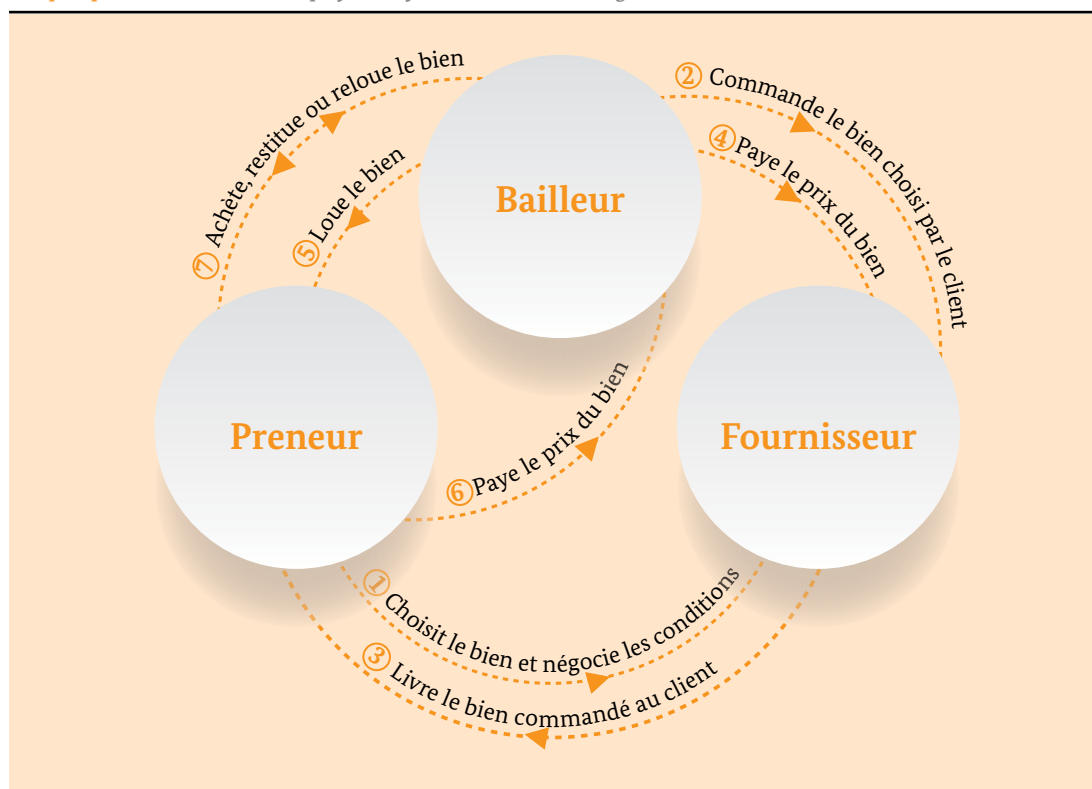 ② Commande le bien choisi par le client
⑦ Achète, restitue ou reloue le bien
④ Paye le prix du bien
⑤ Loue le bien
Bailleur
Preneur
Fournisseur
⑥ Paye le prix du bien
① Choisit le bien et négocie les conditions
③ Livre le bien commandé au client